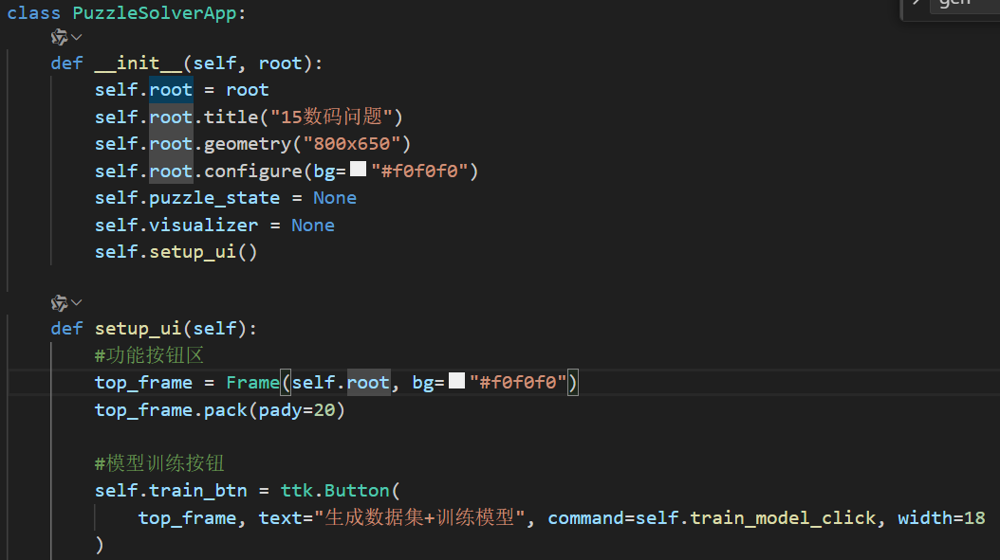 class PuzzleSolverApp:
gen
def __init__(self, root):
self.root = root
self.root.title("15数码问题")
self.root.geometry("800x650")
self.root.configure(bg="#f0f0f0")
self.puzzle_state = None
self.visualizer = None
self.setup_ui()
def setup_ui(self):
#功能按钮区
top_frame = Frame(self.root, bg="#f0f0f0")
top_frame.pack(pady=20)
#模型训练按钮
self.train_btn = ttk.Button(
top_frame, text="生成数据集+训练模型", command=self.train_model_click, width=18
)